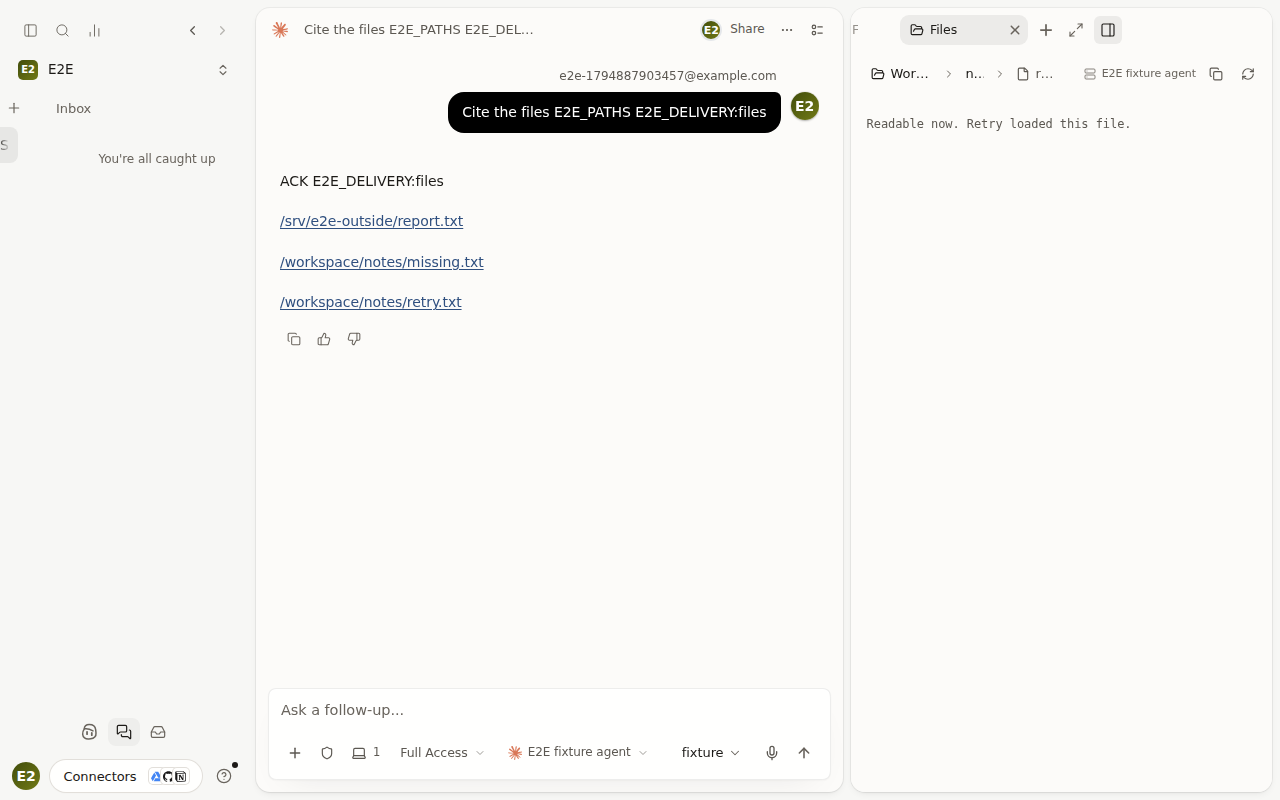 E2 E2E
Inbox
S
You're all caught up
E2 Connectors
Cite the files E2E_PATHS E2E_DEL...
E2 Share
e2e-1794887903457@example.com
Cite the files E2E_PATHS E2E_DELIVERY:files
E2
ACK E2E_DELIVERY:files
/srv/e2e-outside/report.txt
/workspace/notes/missing.txt
/workspace/notes/retry.txt
Ask a follow-up...
1 Full Access E2E fixture agent fixture
F Files
Wor... n... r... E2E fixture agent
Readable now. Retry loaded this file.